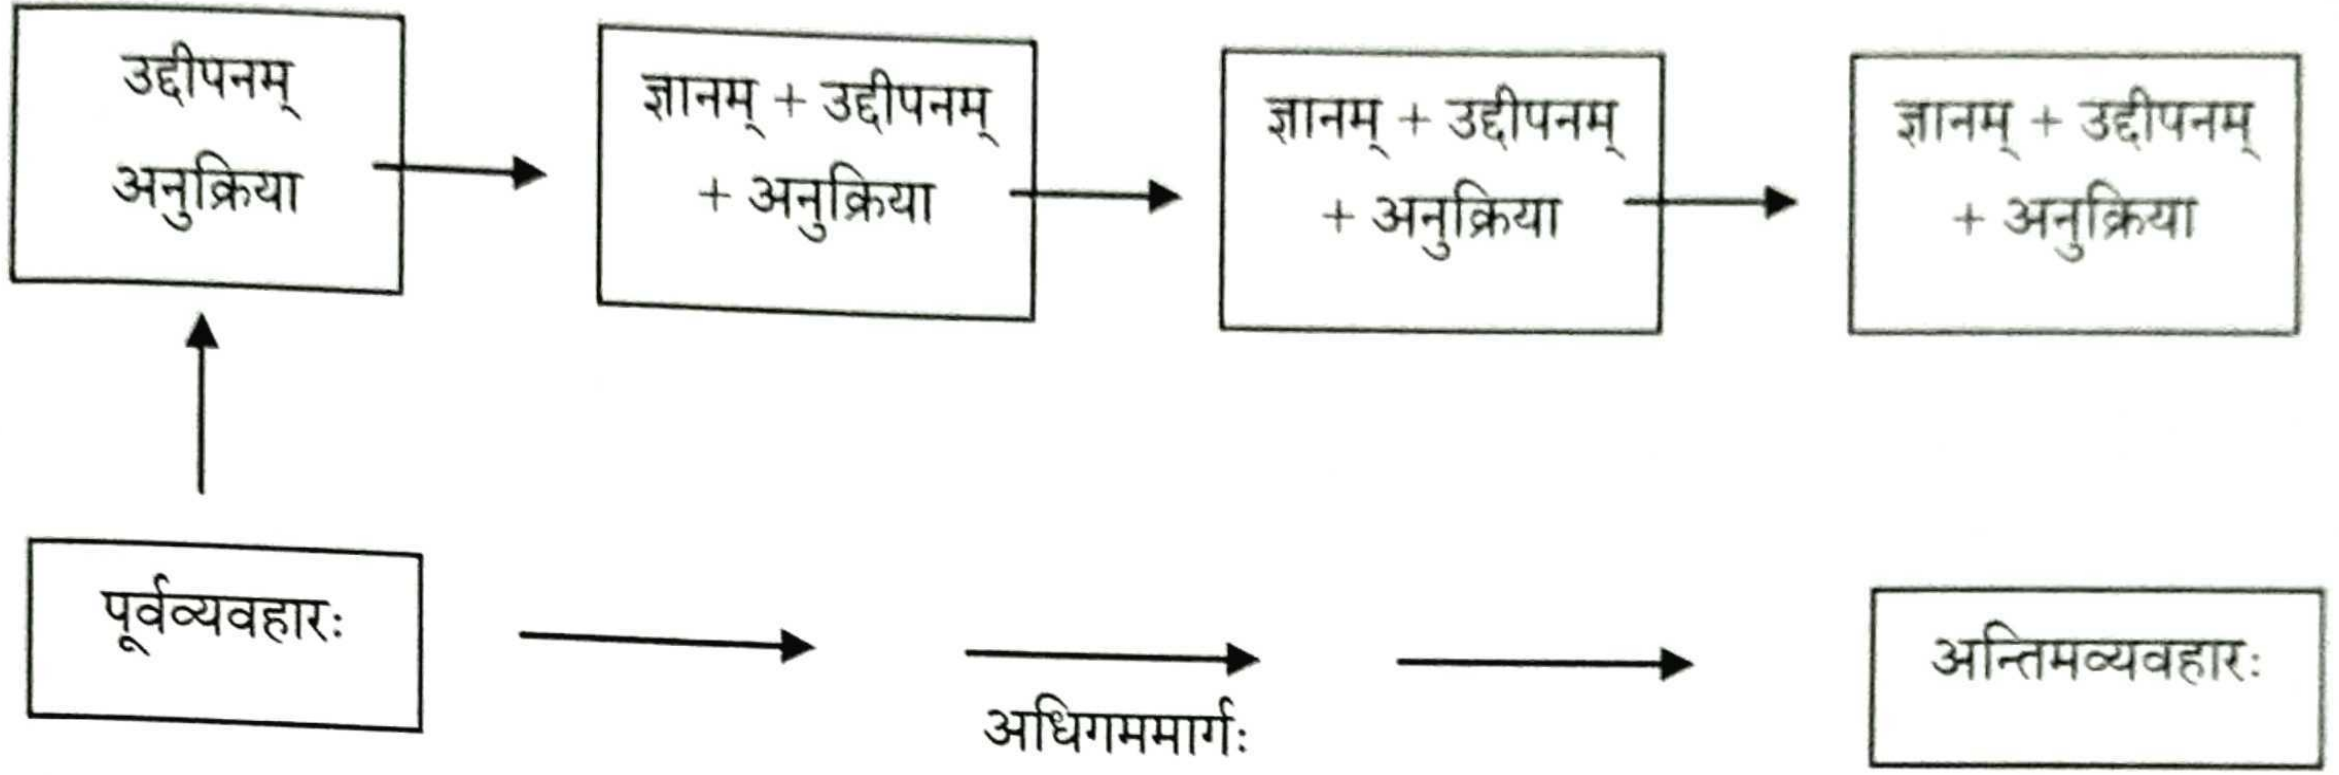 उद्दीपनम्
अनुक्रिया
ज्ञानम् + उद्दीपनम्
+ अनुक्रिया
ज्ञानम् + उद्दीपनम्
+ अनुक्रिया
ज्ञानम् + उद्दीपनम्
+ अनुक्रिया
पूर्वव्यवहारः
अधिगममार्गः
अन्तिमव्यवहारः